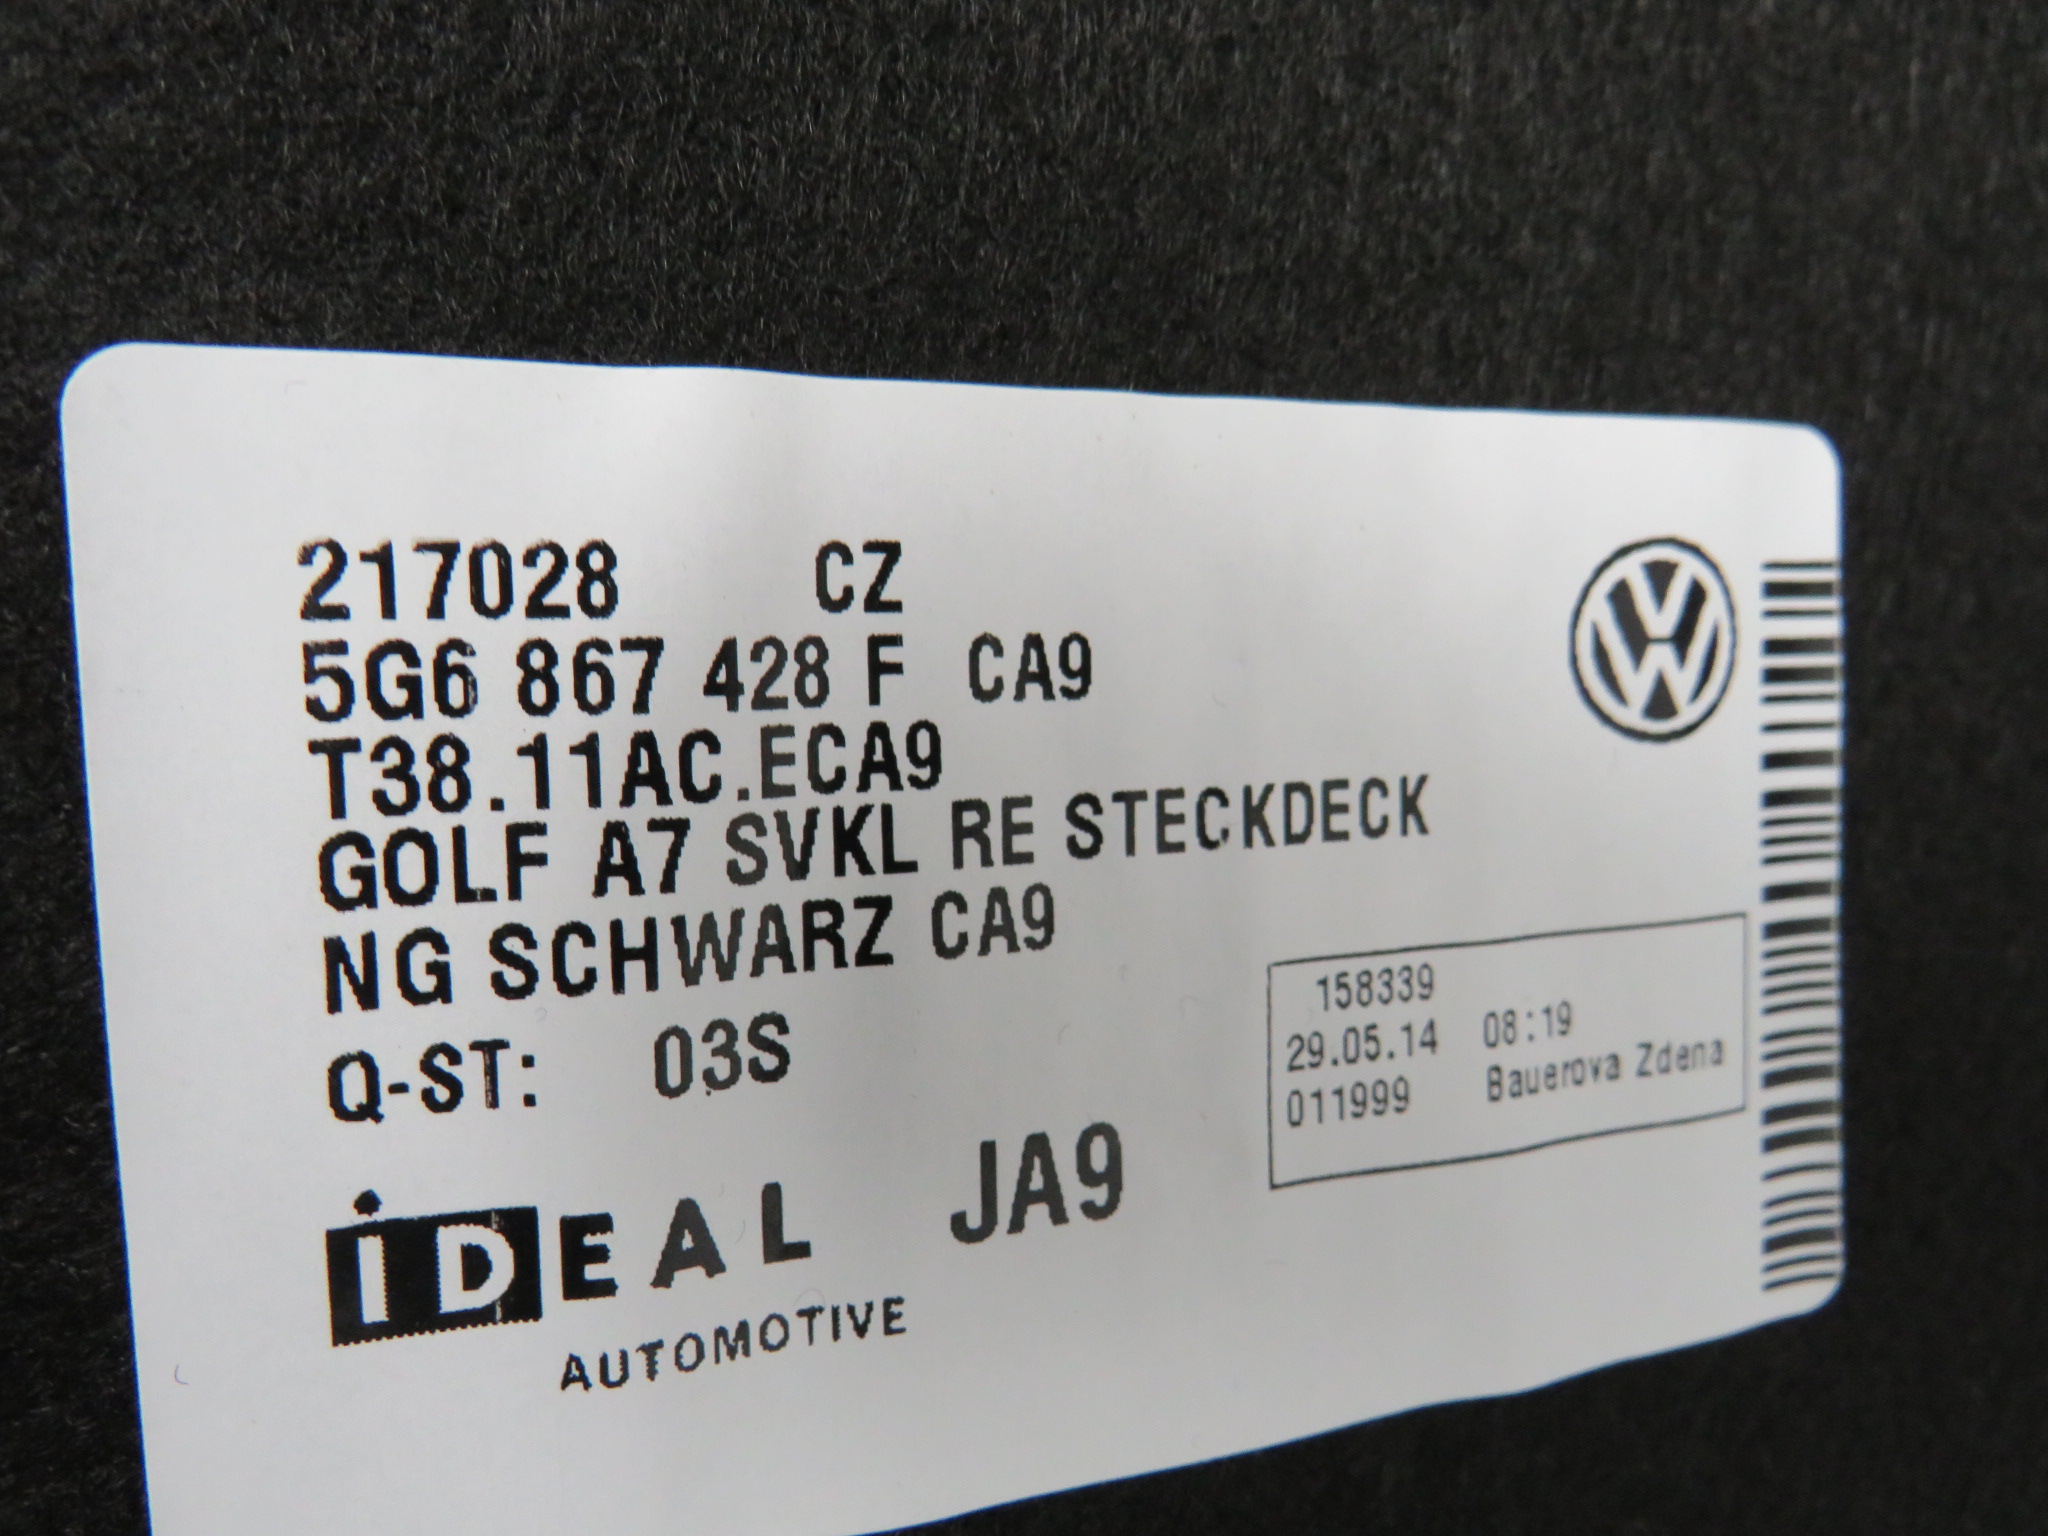 217028 CZ
5G6 867 428 F CA9
T38.11AC.ECA9
GOLF A7 SVKL RE STECKDECK
NG SCHWARZ CA9
Q-ST: 03S
158339
29.05.14 08:19
011999 Bauerova Zdena
iDEAL JA9
AUTOMOTIVE